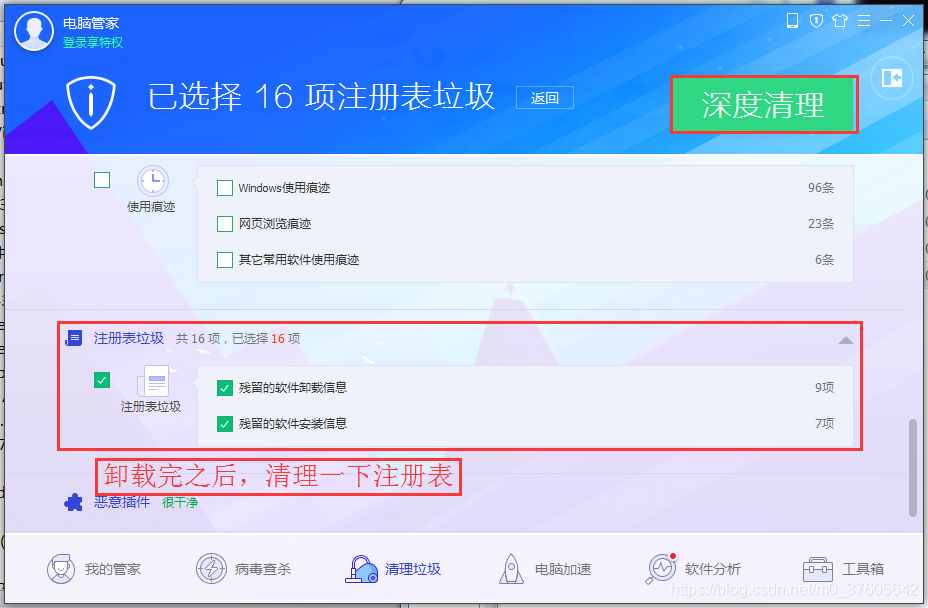 电脑管家
登录享特权
已选择 16 项注册表垃圾
返回
深度清理
使用痕迹
Windows使用痕迹 96条
网页浏览痕迹 23条
其它常用软件使用痕迹 6条
注册表垃圾 共 16 项，已选择 16 项
注册表垃圾
残留的软件卸载信息 9项
残留的软件安装信息 7项
卸载完之后，清理一下注册表
恶意插件 很干净
我的管家 病毒查杀 清理垃圾 电脑加速 软件分析 工具箱
https://blog.csdn.net/m0_37605642